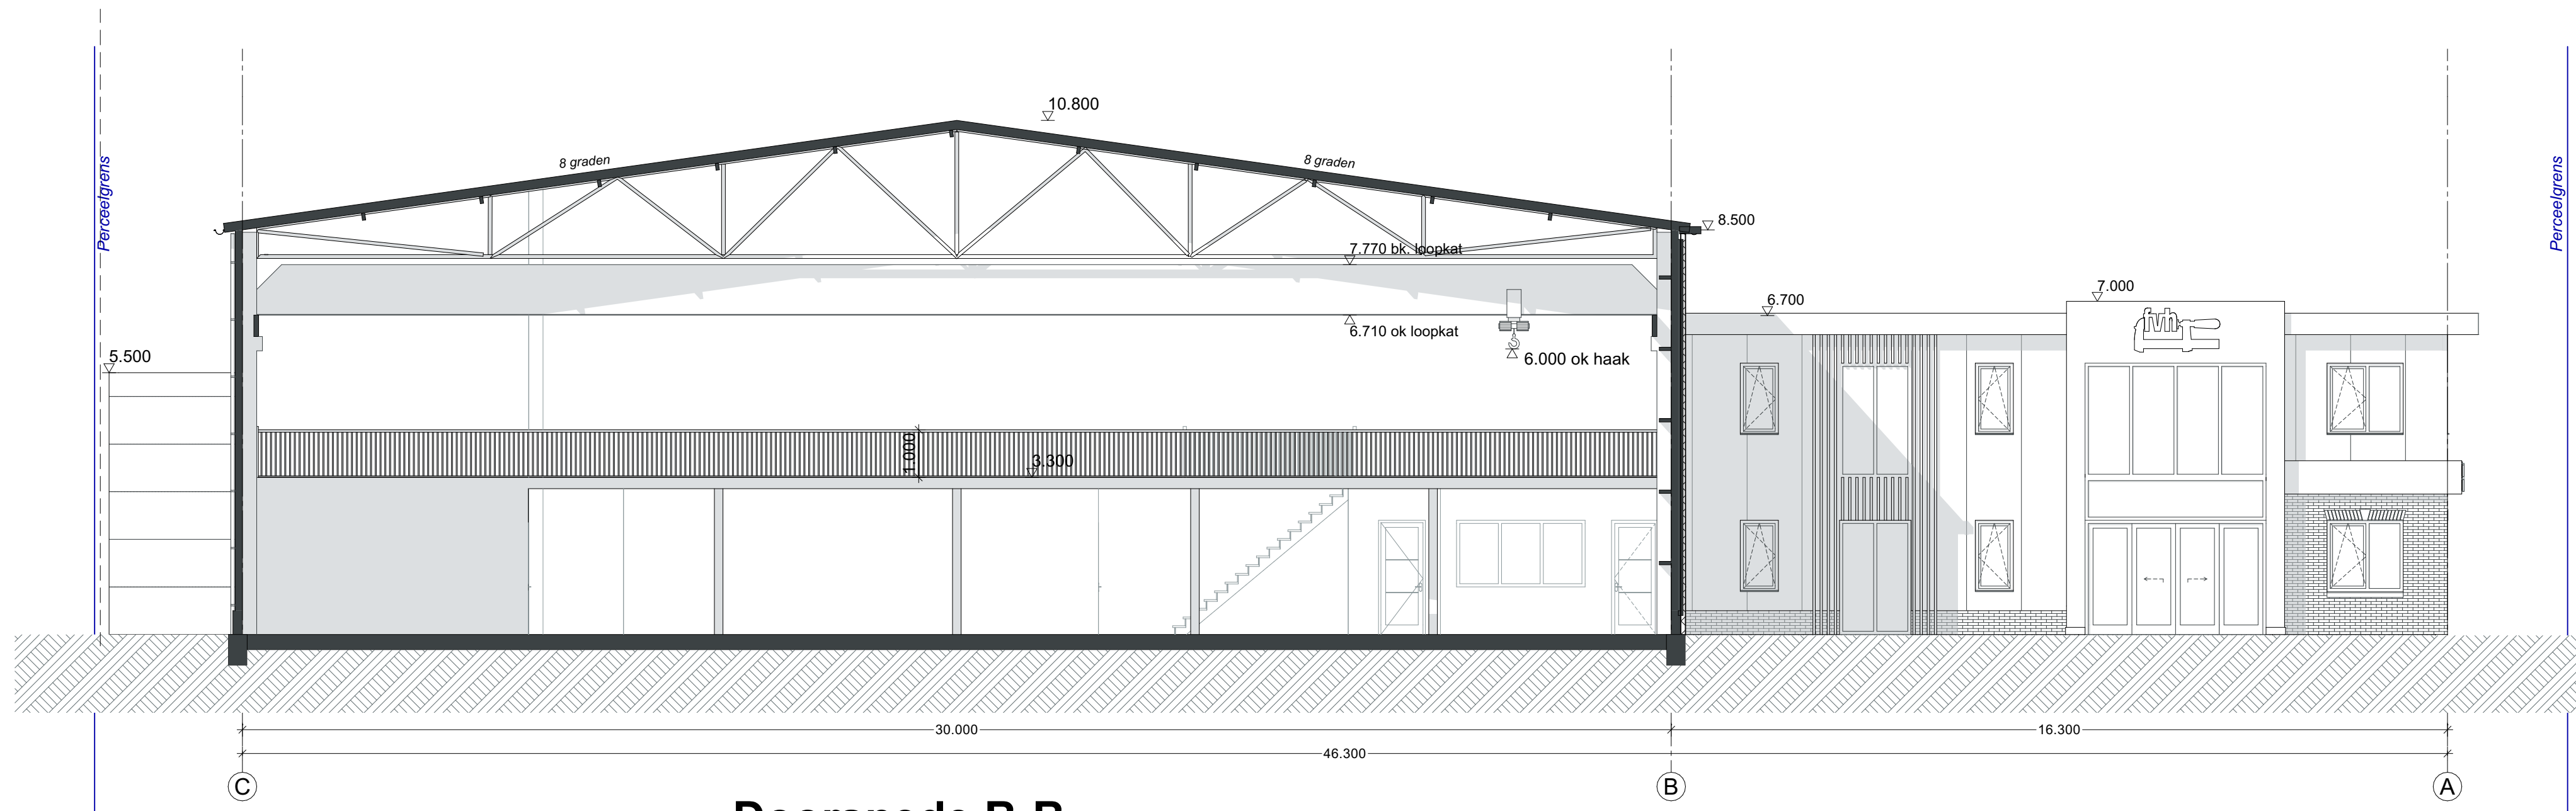 10.800
8 graden
8 graden
Perceelgrens
Perceelgrens
8.500
7.770 bk. loopkat
7.000
6.700
6.710 ok loopkat
fvh
5.500
6.000 ok haak
1.000
3.300
30.000
16.300
46.300
C
B
A
Doorsnede B-B